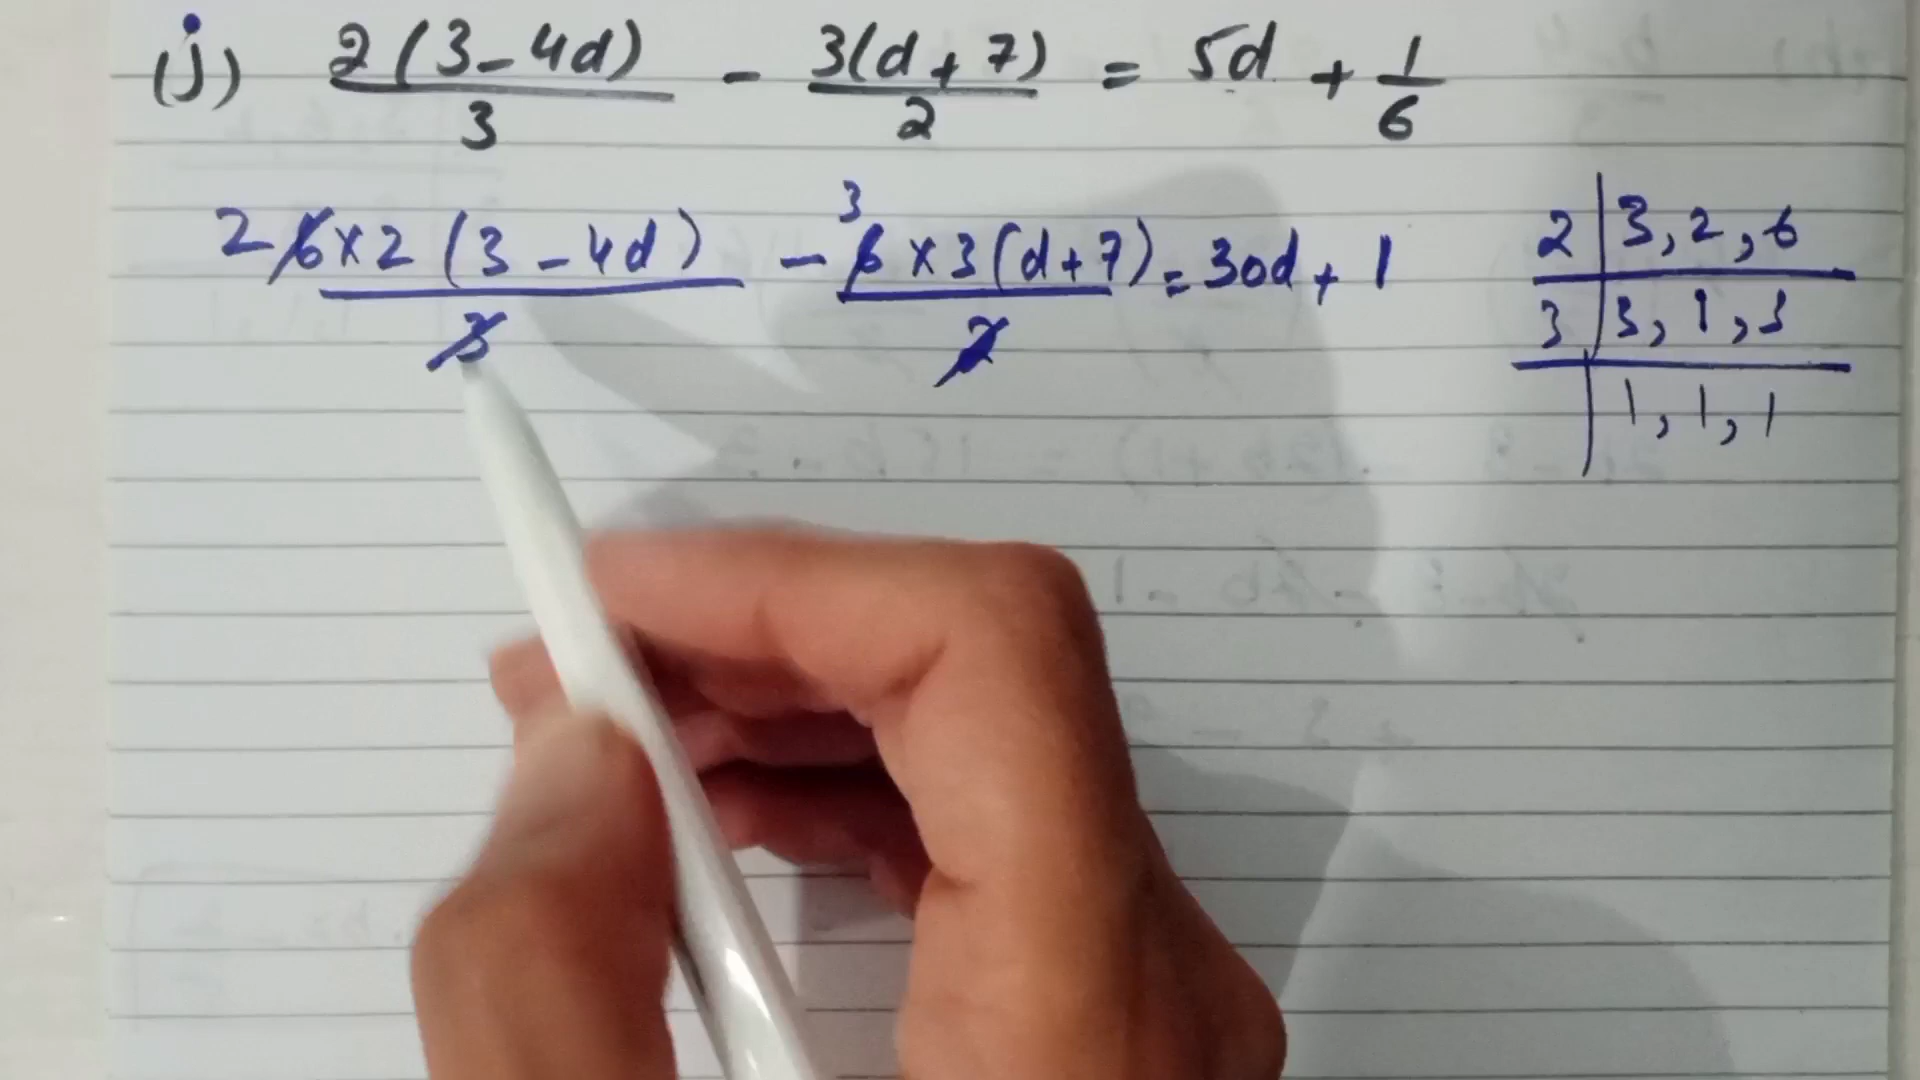 (j) 2(3-4d)/3 - 3(d+7)/2 = 5d + 1/6
2 6×2(3-4d)/3 - 3 6×3(d+7)/2 = 30d + 1
2 | 3, 2, 6
3 | 3, 1, 3
| 1, 1, 1